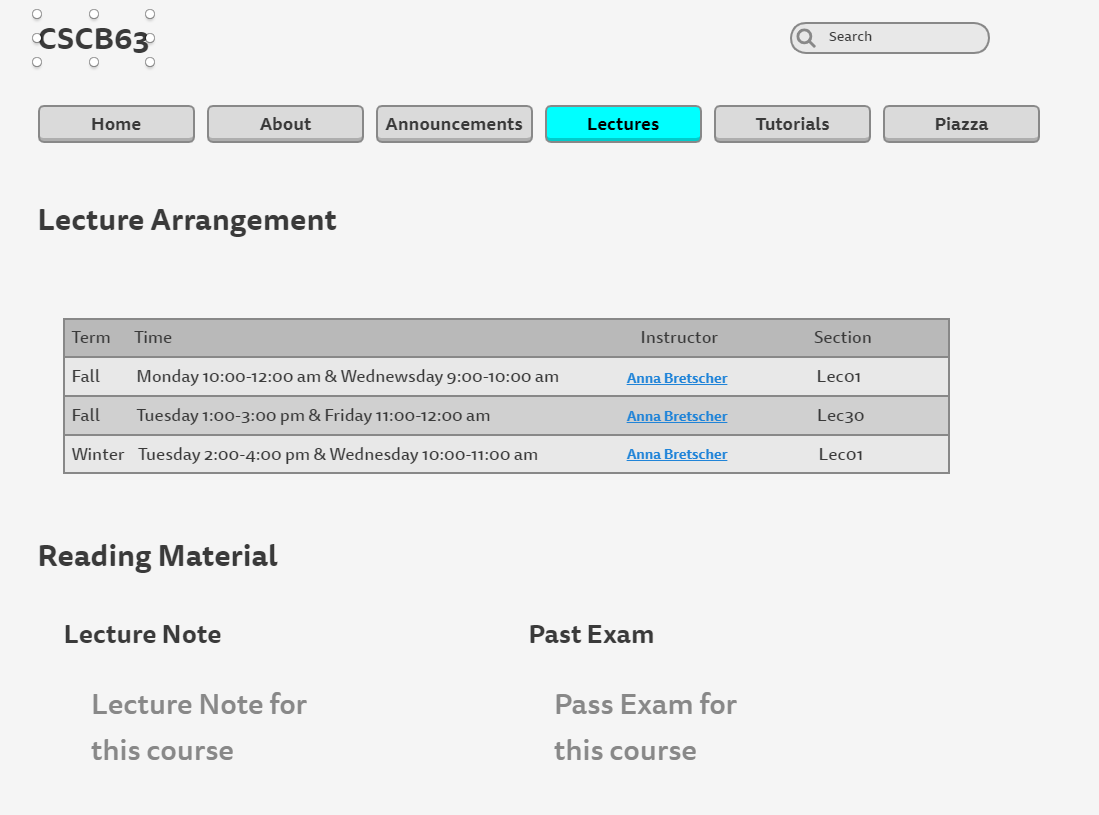 CSCB63
Search
Home About Announcements Lectures Tutorials Piazza
Lecture Arrangement
Term Time Instructor Section
Fall Monday 10:00-12:00 am & Wednewsday 9:00-10:00 am Anna Bretscher Lec01
Fall Tuesday 1:00-3:00 pm & Friday 11:00-12:00 am Anna Bretscher Lec30
Winter Tuesday 2:00-4:00 pm & Wednesday 10:00-11:00 am Anna Bretscher Lec01
Reading Material
Lecture Note
Lecture Note for
this course
Past Exam
Pass Exam for
this course